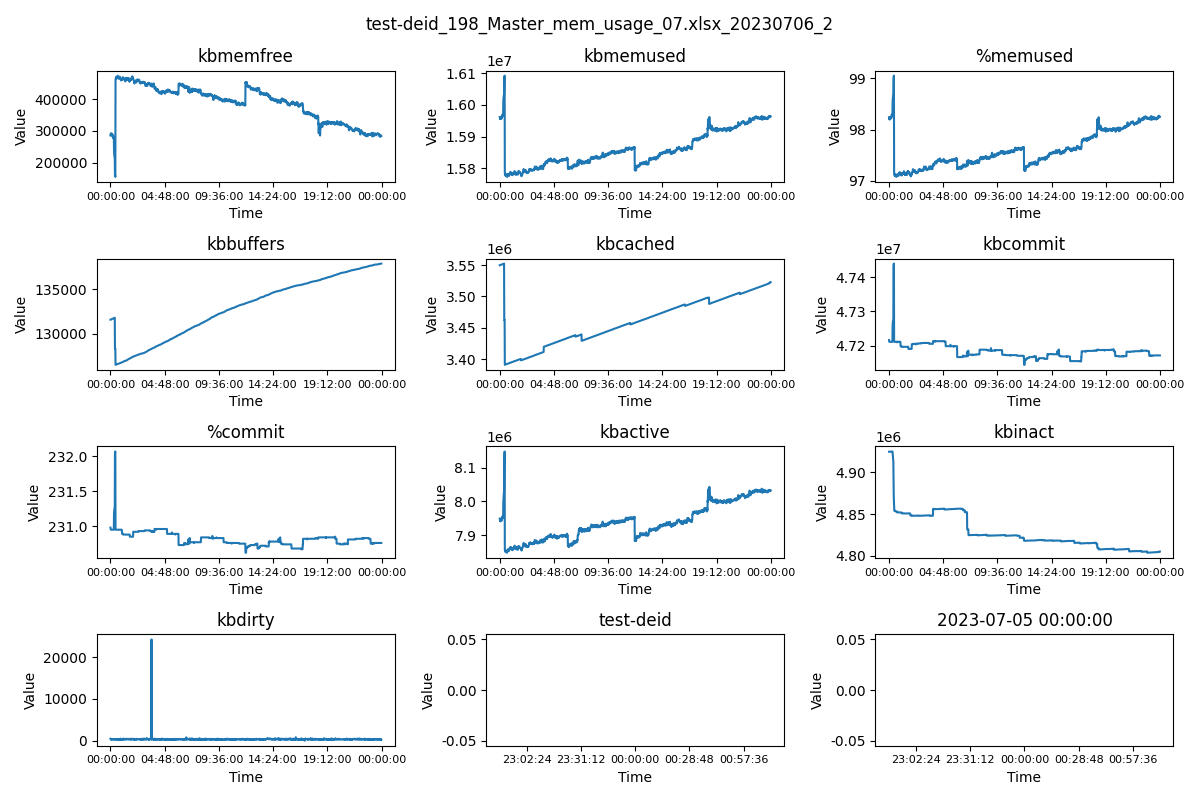 test-deid_198_Master_mem_usage_07.xlsx_20230706_2
kbmemfree
Value
400000
300000
200000
00:00:00 04:48:00 09:36:00 14:24:00 19:12:00 00:00:00
Time
kbmemused
1e7
Value
1.61
1.60
1.59
1.58
00:00:00 04:48:00 09:36:00 14:24:00 19:12:00 00:00:00
Time
%memused
Value
99
98
97
00:00:00 04:48:00 09:36:00 14:24:00 19:12:00 00:00:00
Time
kbbuffers
Value
135000
130000
00:00:00 04:48:00 09:36:00 14:24:00 19:12:00 00:00:00
Time
kbcached
1e6
Value
3.55
3.50
3.45
3.40
00:00:00 04:48:00 09:36:00 14:24:00 19:12:00 00:00:00
Time
kbcommit
1e7
Value
4.74
4.73
4.72
00:00:00 04:48:00 09:36:00 14:24:00 19:12:00 00:00:00
Time
%commit
Value
232.0
231.5
231.0
00:00:00 04:48:00 09:36:00 14:24:00 19:12:00 00:00:00
Time
kbactive
1e6
Value
8.1
8.0
7.9
00:00:00 04:48:00 09:36:00 14:24:00 19:12:00 00:00:00
Time
kbinact
1e6
Value
4.90
4.85
4.80
00:00:00 04:48:00 09:36:00 14:24:00 19:12:00 00:00:00
Time
kbdirty
Value
20000
10000
0
00:00:00 04:48:00 09:36:00 14:24:00 19:12:00 00:00:00
Time
test-deid
Value
0.05
0.00
-0.05
23:02:24 23:31:12 00:00:00 00:28:48 00:57:36
Time
2023-07-05 00:00:00
Value
0.05
0.00
-0.05
23:02:24 23:31:12 00:00:00 00:28:48 00:57:36
Time